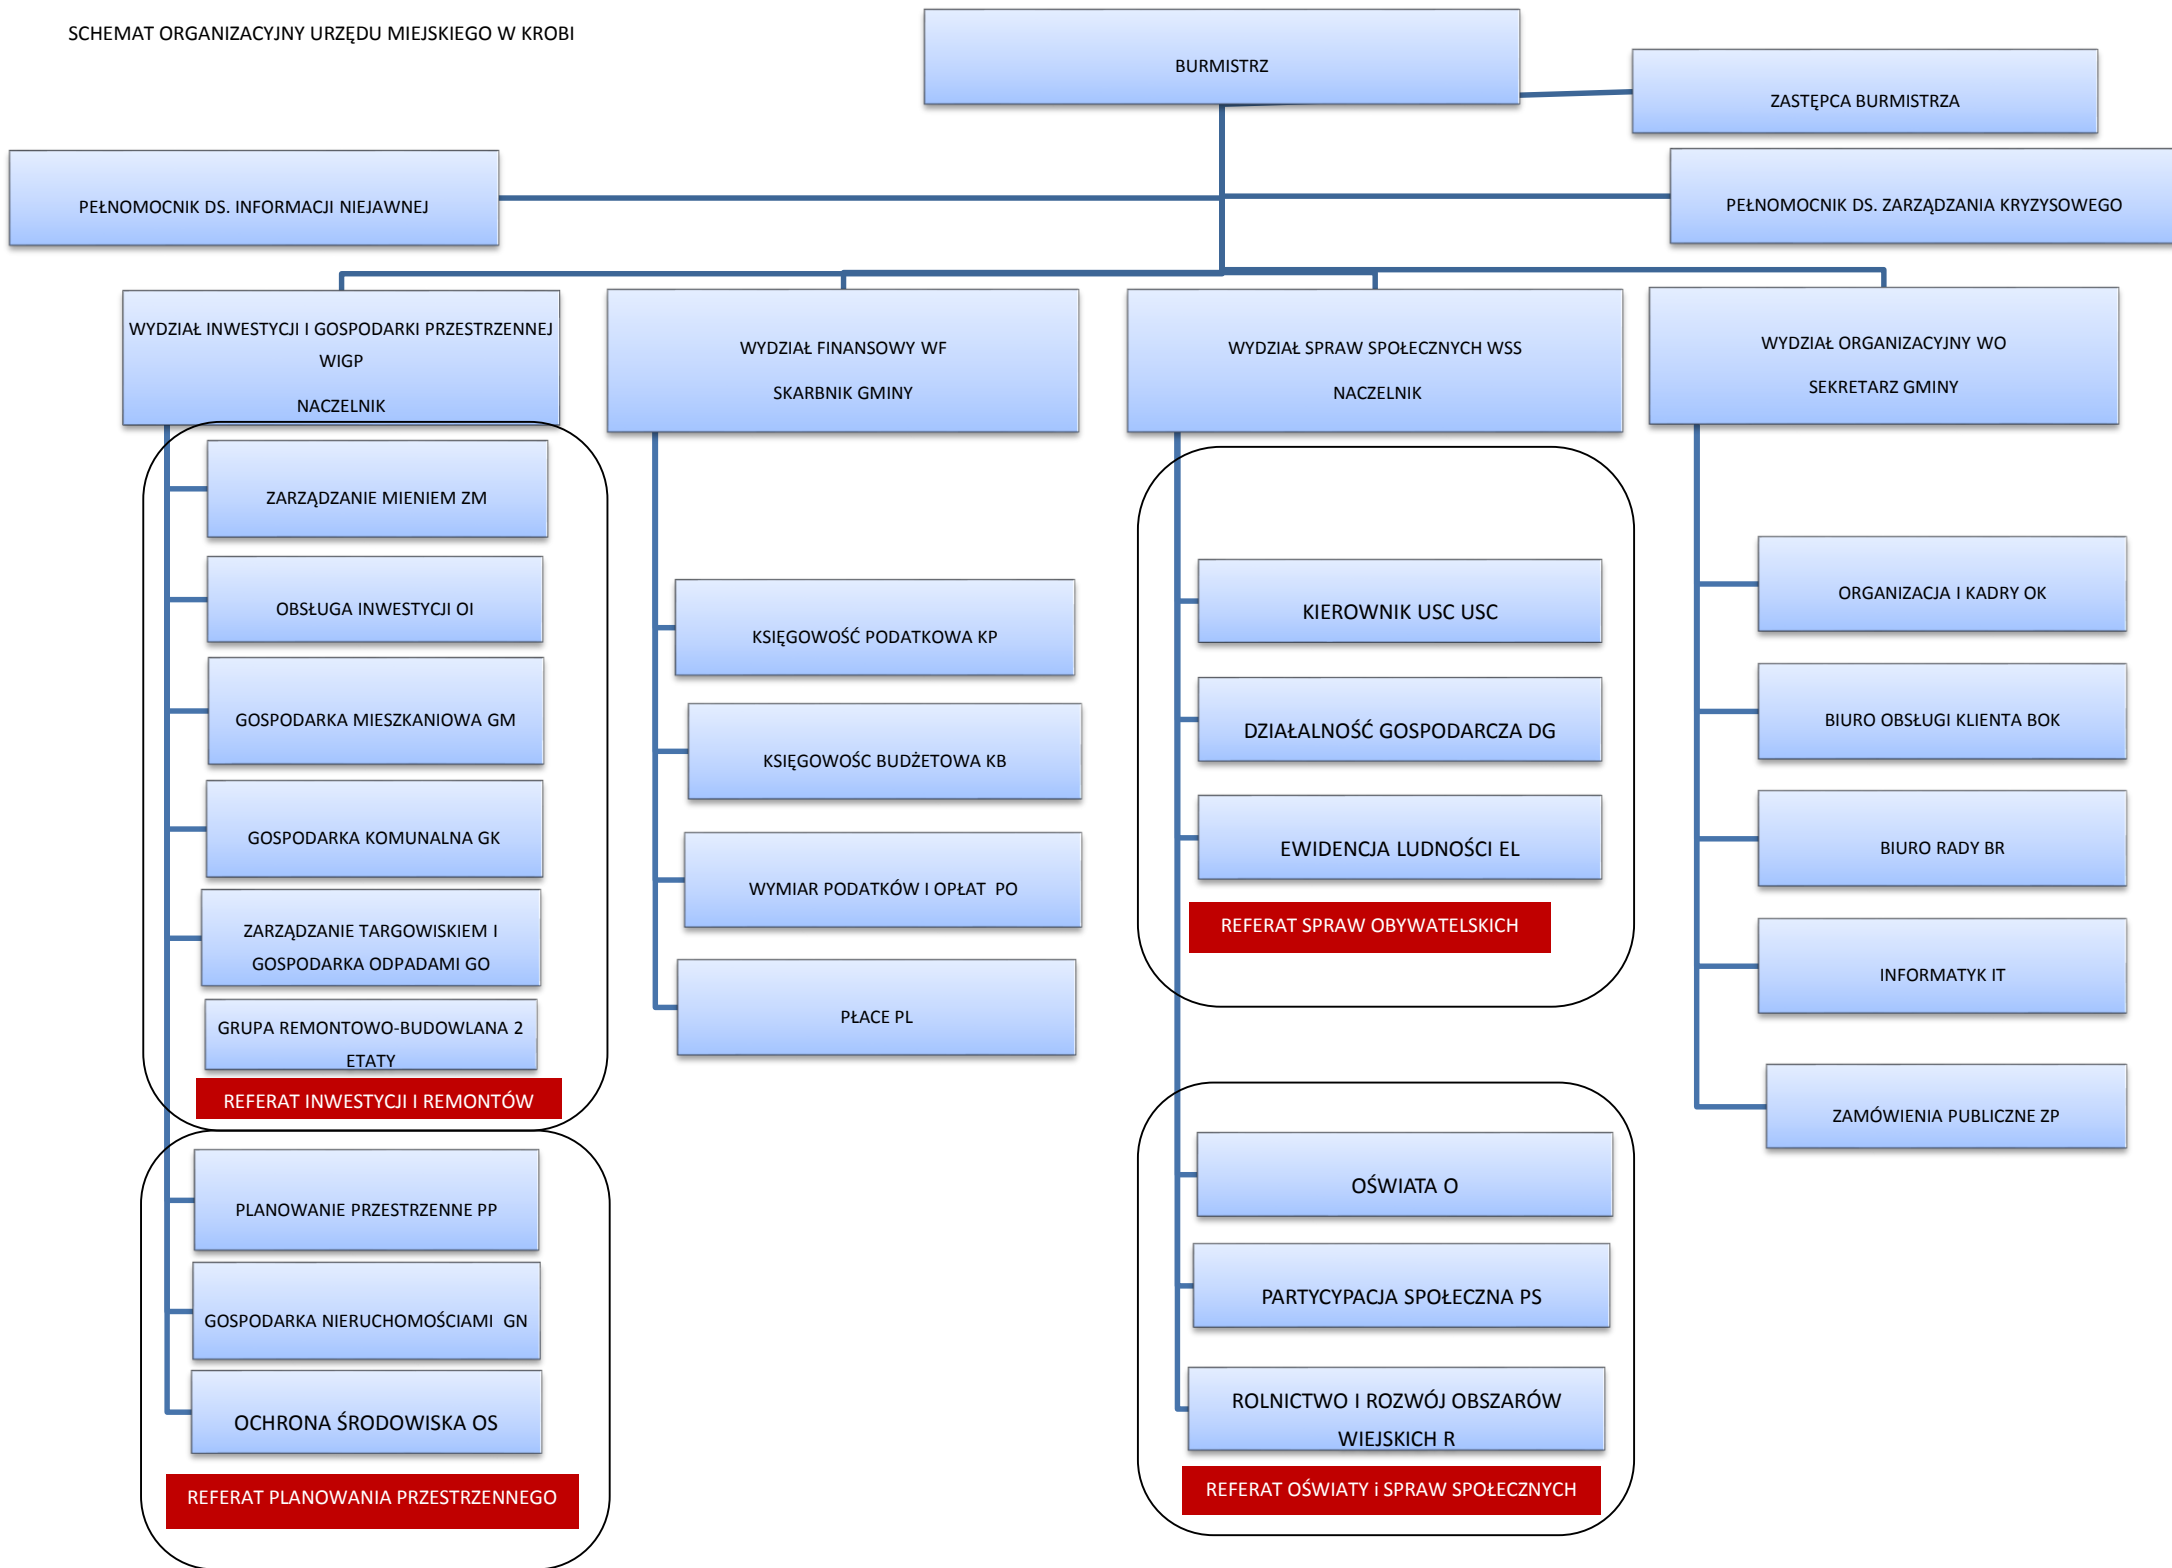 SCHEMAT ORGANIZACYJNY URZĘDU MIEJSKIEGO W KROBI
BURMISTRZ
ZASTĘPCA BURMISTRZA
PEŁNOMOCNIK DS. INFORMACJI NIEJAWNEJ
PEŁNOMOCNIK DS. ZARZĄDZANIA KRYZYSOWEGO
WYDZIAŁ INWESTYCJI I GOSPODARKI PRZESTRZENNEJ
WIGP
NACZELNIK
ZARZĄDZANIE MIENIEM ZM
OBSŁUGA INWESTYCJI OI
GOSPODARKA MIESZKANIOWA GM
GOSPODARKA KOMUNALNA GK
ZARZĄDZANIE TARGOWISKIEM I
GOSPODARKA ODPADAMI GO
GRUPA REMONTOWO-BUDOWLANA 2
ETATY
REFERAT INWESTYCJI I REMONTÓW
PLANOWANIE PRZESTRZENNE PP
GOSPODARKA NIERUCHOMOŚCIAMI  GN
OCHRONA ŚRODOWISKA OS
REFERAT PLANOWANIA PRZESTRZENNEGO
WYDZIAŁ FINANSOWY WF
SKARBNIK GMINY
KSIĘGOWOŚĆ PODATKOWA KP
KSIĘGOWOŚC BUDŻETOWA KB
WYMIAR PODATKÓW I OPŁAT  PO
PŁACE PL
WYDZIAŁ SPRAW SPOŁECZNYCH WSS
NACZELNIK
KIEROWNIK USC USC
DZIAŁALNOŚĆ GOSPODARCZA DG
EWIDENCJA LUDNOŚCI EL
REFERAT SPRAW OBYWATELSKICH
OŚWIATA O
PARTYCYPACJA SPOŁECZNA PS
ROLNICTWO I ROZWÓJ OBSZARÓW
WIEJSKICH R
REFERAT OŚWIATY i SPRAW SPOŁECZNYCH
WYDZIAŁ ORGANIZACYJNY WO
SEKRETARZ GMINY
ORGANIZACJA I KADRY OK
BIURO OBSŁUGI KLIENTA BOK
BIURO RADY BR
INFORMATYK IT
ZAMÓWIENIA PUBLICZNE ZP